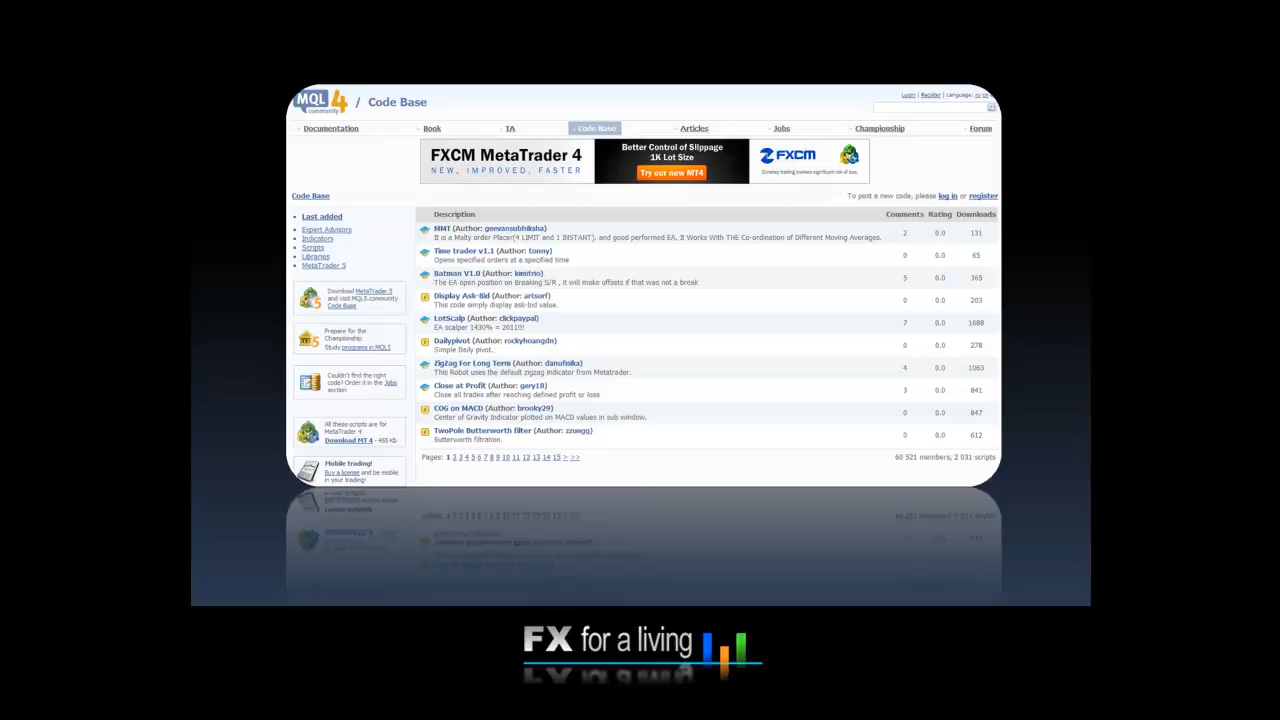 MQL4 community / Code Base
Login | Register | Language:
Documentation Book TA Code Base Articles Jobs Championship Forum
FXCM MetaTrader 4
NEW, IMPROVED, FASTER
Better Control of Slippage
1K Lot Size
Try our new MT4
FXCM
Currency trading involves significant risk of loss.
Code Base
To post a new code, please log in or register
Last added
Expert Advisors
Indicators
Scripts
Libraries
MetaTrader 5
Download MetaTrader 5
and visit MQL5.community
Code Base.
Prepare for the
Championship
Study programs in MQL5
Couldn't find the right
code? Order it in the Jobs
section
All these scripts are for
MetaTrader 4
Download MT 4 - 455 Kb
Mobile trading!
Buy a license and be mobile
in your trading!
Description Comments Rating Downloads
MMT (Author: geevansubhiksha)
It is a Malty order Placer(4 LIMIT and 1 INSTANT). and good performed EA. It Works With THE Co-ordination of Different Moving Averages.
2 0.0 131
Time trader v1.1 (Author: tonny)
Opens specified orders at a specified time
0 0.0 65
Batman V1.0 (Author: kimitrio)
The EA open position on Breaking S/R , it will make offsets if that was not a break
5 0.0 365
Display Ask-Bid (Author: artsurf)
This code simply display ask-bid value.
0 0.0 203
LotScalp (Author: clickpaypal)
EA scalper 1430% = 2011!!!
7 0.0 1688
Dailypivot (Author: rockyhoangdn)
Simple Daily pivot.
0 0.0 278
ZigZag For Long Term (Author: danufisika)
This Robot uses the default zigzag indicator from Metatrader.
4 0.0 1063
Close at Profit (Author: gery18)
Close all trades after reaching defined profit or loss
3 0.0 841
COG on MACD (Author: brooky29)
Center of Gravity Indicator plotted on MACD values in sub window.
0 0.0 847
TwoPole Butterworth filter (Author: zzuegg)
Butterworth filtration.
0 0.0 612
Pages: 1 2 3 4 5 6 7 8 9 10 11 12 13 14 15 > >>
60 521 members, 2 031 scripts
FX for a living